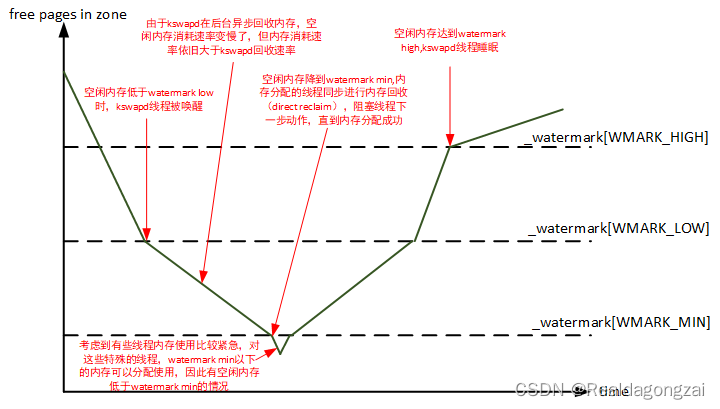 free pages in zone
由于kswapd在后台异步回收内存，空
闲内存消耗速率变慢了，但内存消耗速
率依旧大于kswapd回收速率
空闲内存达到watermark
high,kswapd线程睡眠
空闲内存低于watermark low
时，kswapd线程被唤醒
空闲内存降到watermark min,内
存分配的线程同步进行内存回收
（direct reclaim），阻塞线程下
一步动作，直到内存分配成功
_watermark[WMARK_HIGH]
_watermark[WMARK_LOW]
_watermark[WMARK_MIN]
考虑到有些线程内存使用比较紧急，对
这些特殊的线程，watermark min以下
的内存可以分配使用，因此有空闲内存
低于watermark min的情况
time
CSDN @Realdagongzai